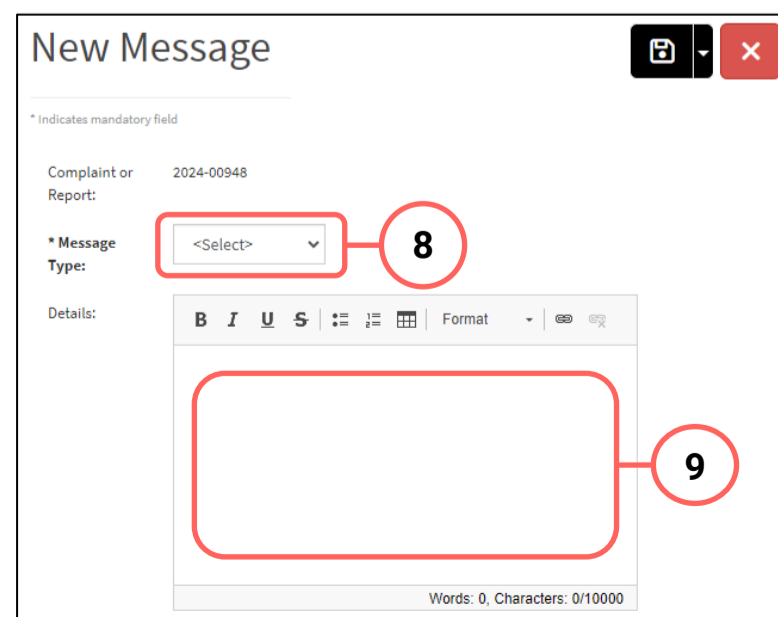 New Message
* Indicates mandatory field
Complaint or 2024-00948
Report:
* Message <Select> 8
Type:
Details:
B I U S Format
9
Words: 0, Characters: 0/10000